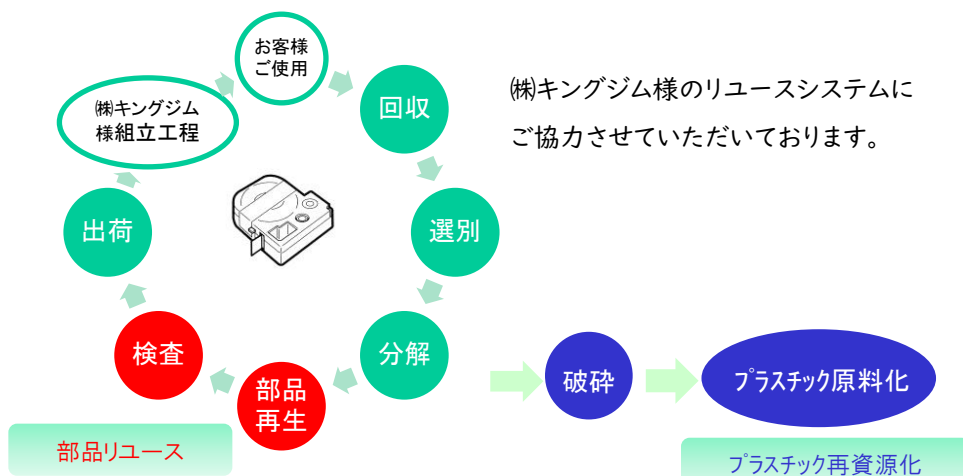 お客様
ご使用
㈱キングジム
様組立工程
回収
㈱キングジム様のリユースシステムに
ご協力させていただいております。
出荷
選別
検査
分解
部品
再生
破砕
プラスチック原料化
部品リユース
プラスチック再資源化